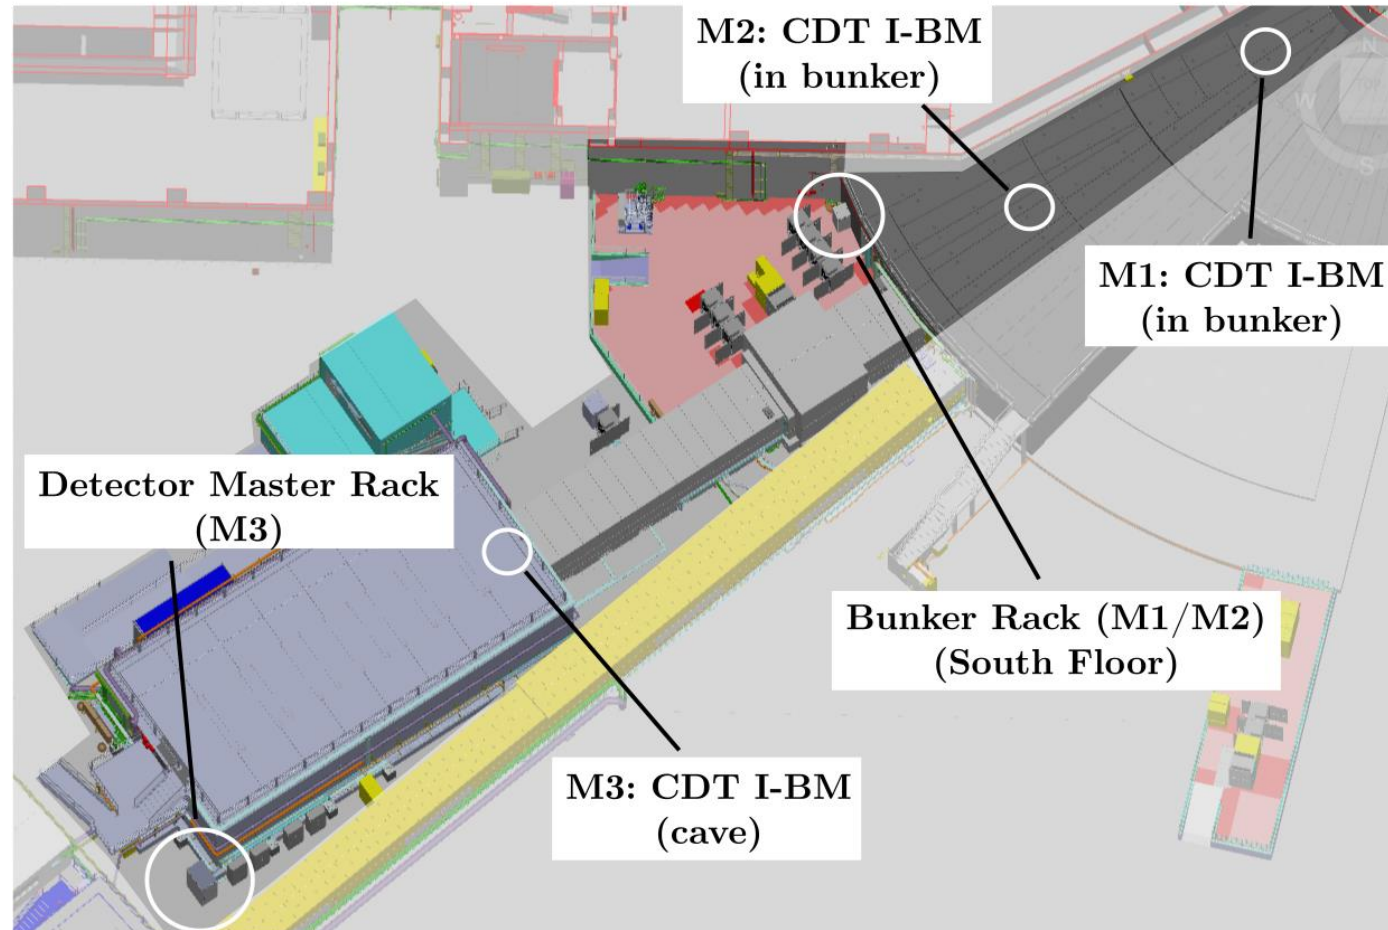 M2: CDT I-BM
(in bunker)
N
W
TOP
S
M1: CDT I-BM
(in bunker)
Detector Master Rack
(M3)
Bunker Rack (M1/M2)
(South Floor)
M3: CDT I-BM
(cave)